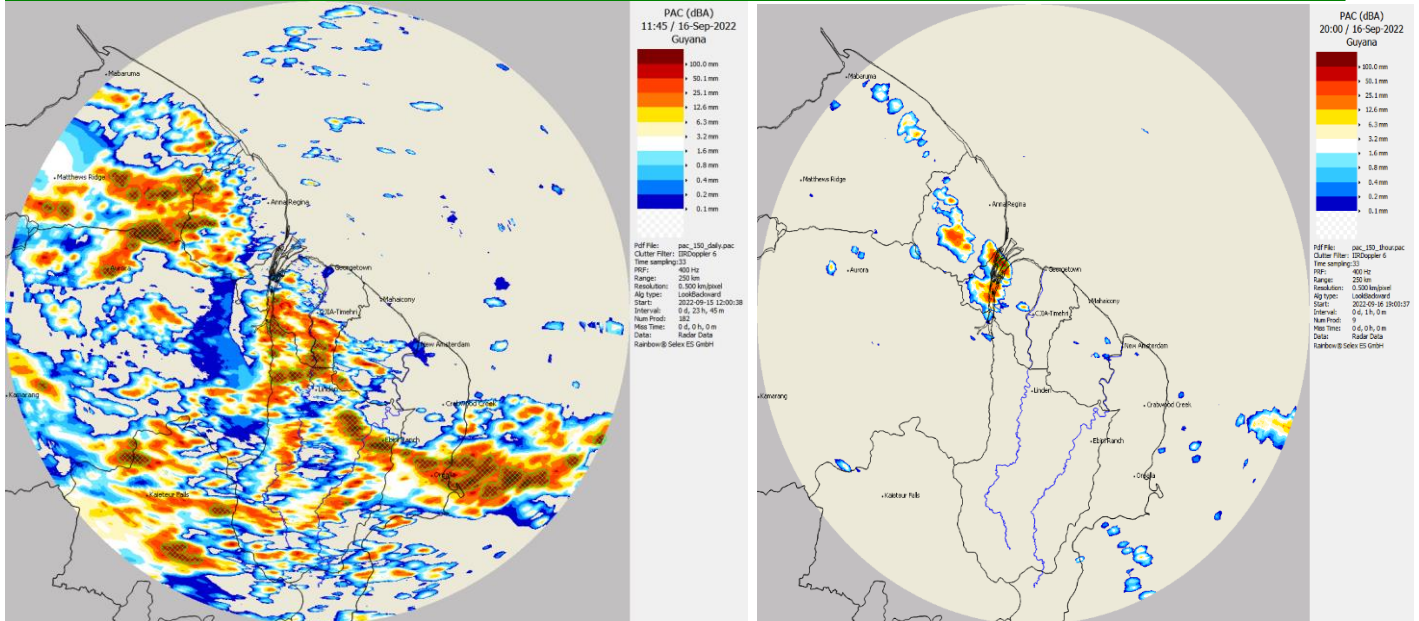 PAC (dBA)
11:45 / 16-Sep-2022
Guyana
100.0 mm
50.1 mm
25.1 mm
12.6 mm
6.3 mm
3.2 mm
1.6 mm
0.8 mm
0.4 mm
0.2 mm
0.1 mm
Pdf File: pac_150_daily.pac
Clutter Filter: IIRDoppler 6
Time sampling:33
PRF: 400 Hz
Range: 250 km
Resolution: 0.500 km/pixel
Alg type: LookBackward
Start: 2022-09-15 12:00:38
Interval: 0 d, 23 h, 45 m
Num Prod: 182
Miss Time: 0 d, 0 h, 0 m
Data: Radar Data
Rainbow® Selex ES GmbH
Mabaruma
Matthews Ridge
Anna Regina
Aurora
Georgetown
Mahaicony
CJIA-Timehri
New Amsterdam
Kamarang
Linden
Crabwood Creek
Ebini Ranch
Orealla
Kaieteur Falls
PAC (dBA)
20:00 / 16-Sep-2022
Guyana
100.0 mm
50.1 mm
25.1 mm
12.6 mm
6.3 mm
3.2 mm
1.6 mm
0.8 mm
0.4 mm
0.2 mm
0.1 mm
Pdf File: pac_150_1hour.pac
Clutter Filter: IIRDoppler 6
Time sampling:33
PRF: 400 Hz
Range: 250 km
Resolution: 0.500 km/pixel
Alg type: LookBackward
Start: 2022-09-16 19:00:37
Interval: 0 d, 1 h, 0 m
Num Prod: 9
Miss Time: 0 d, 0 h, 0 m
Data: Radar Data
Rainbow® Selex ES GmbH
Mabaruma
Matthews Ridge
Anna Regina
Aurora
Georgetown
Mahaicony
CJIA-Timehri
New Amsterdam
Kamarang
Linden
Crabwood Creek
Ebini Ranch
Orealla
Kaieteur Falls